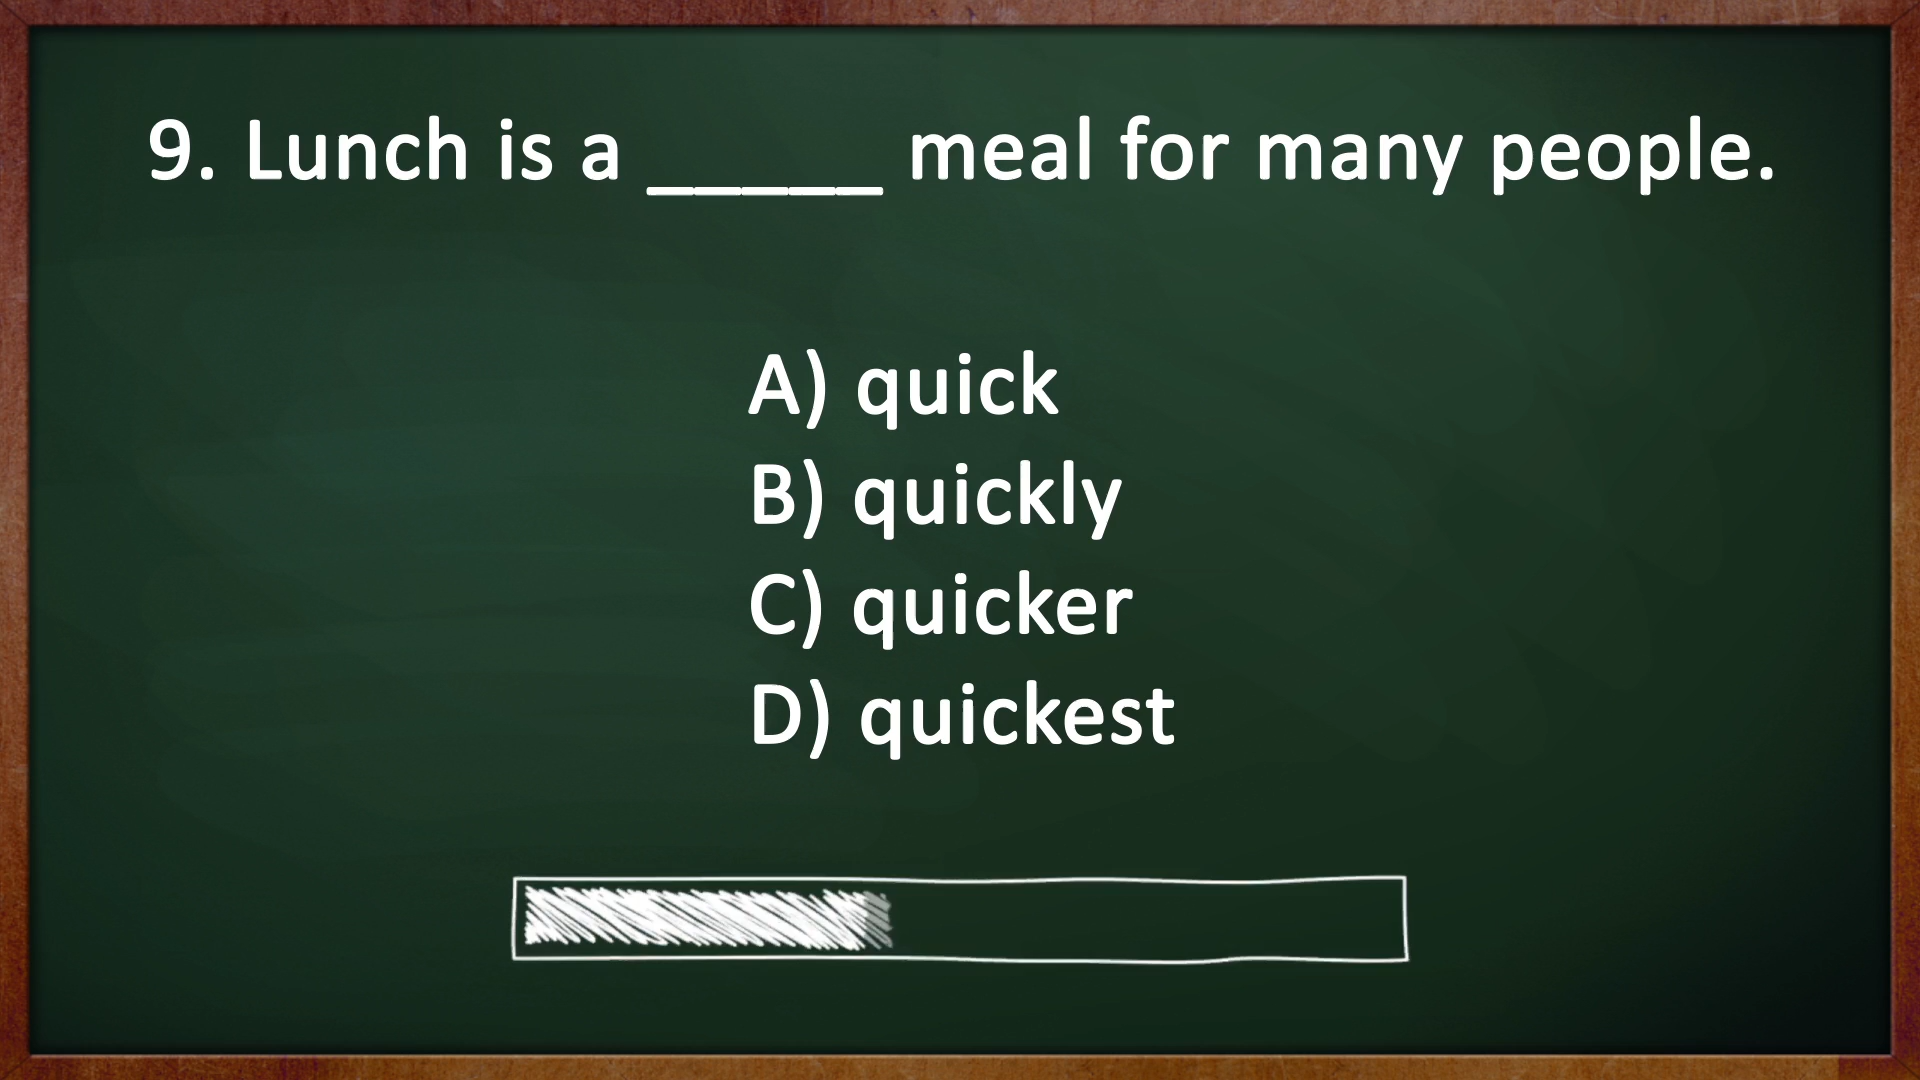 9. Lunch is a _____ meal for many people.
A) quick
B) quickly
C) quicker
D) quickest